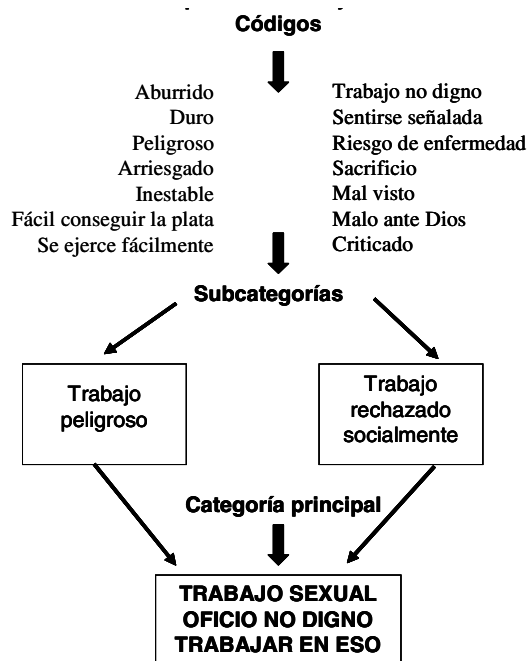 Códigos
Aburrido
Duro
Peligroso
Arriesgado
Inestable
Fácil conseguir la plata
Se ejerce fácilmente
Trabajo no digno
Sentirse señalada
Riesgo de enfermedad
Sacrificio
Mal visto
Malo ante Dios
Criticado
Subcategorías
Trabajo
peligroso
Trabajo
rechazado
socialmente
Categoría principal
TRABAJO SEXUAL
OFICIO NO DIGNO
TRABAJAR EN ESO